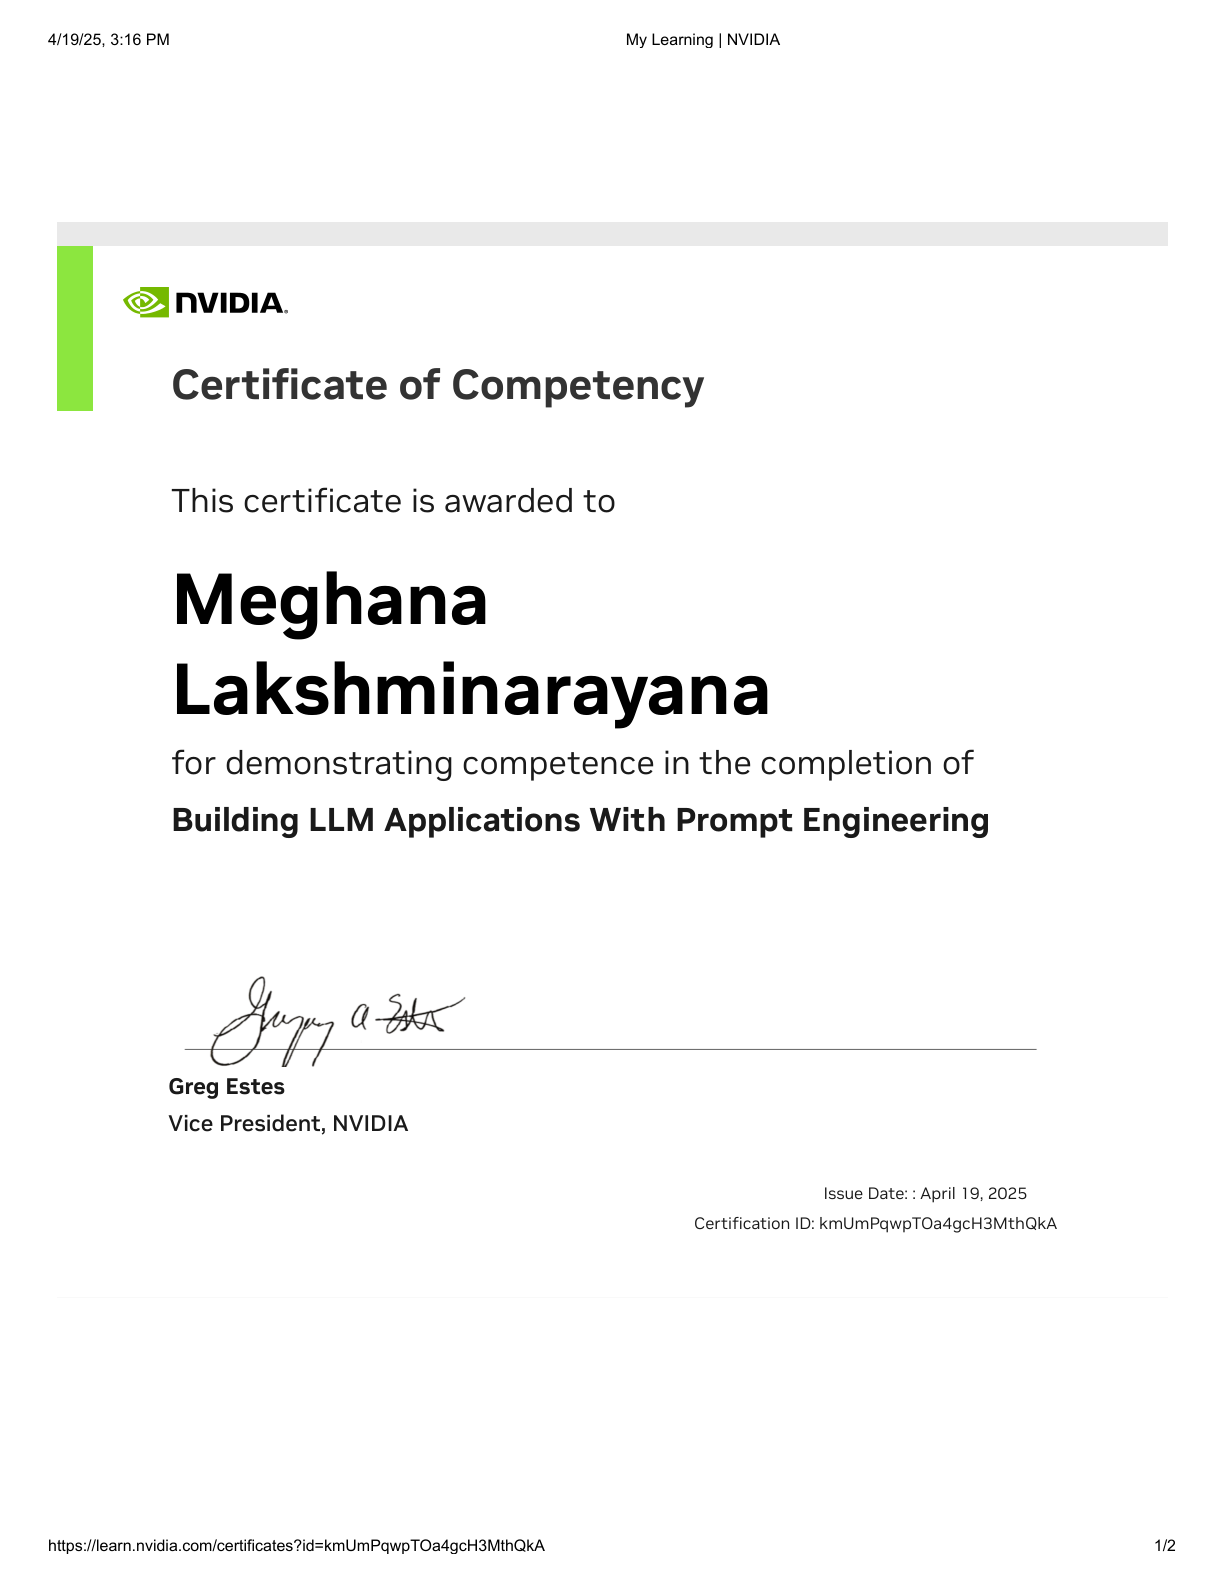 4/19/25, 3:16 PM
My Learning | NVIDIA
NVIDIA.
Certificate of Competency
This certificate is awarded to
Meghana
Lakshminarayana
for demonstrating competence in the completion of
Building LLM Applications With Prompt Engineering
Greg Estes
Vice President, NVIDIA
Issue Date: : April 19, 2025
Certification ID: kmUmPqwpTOa4gcH3MthQkA
https://learn.nvidia.com/certificates?id=kmUmPqwpTOa4gcH3MthQkA
1/2